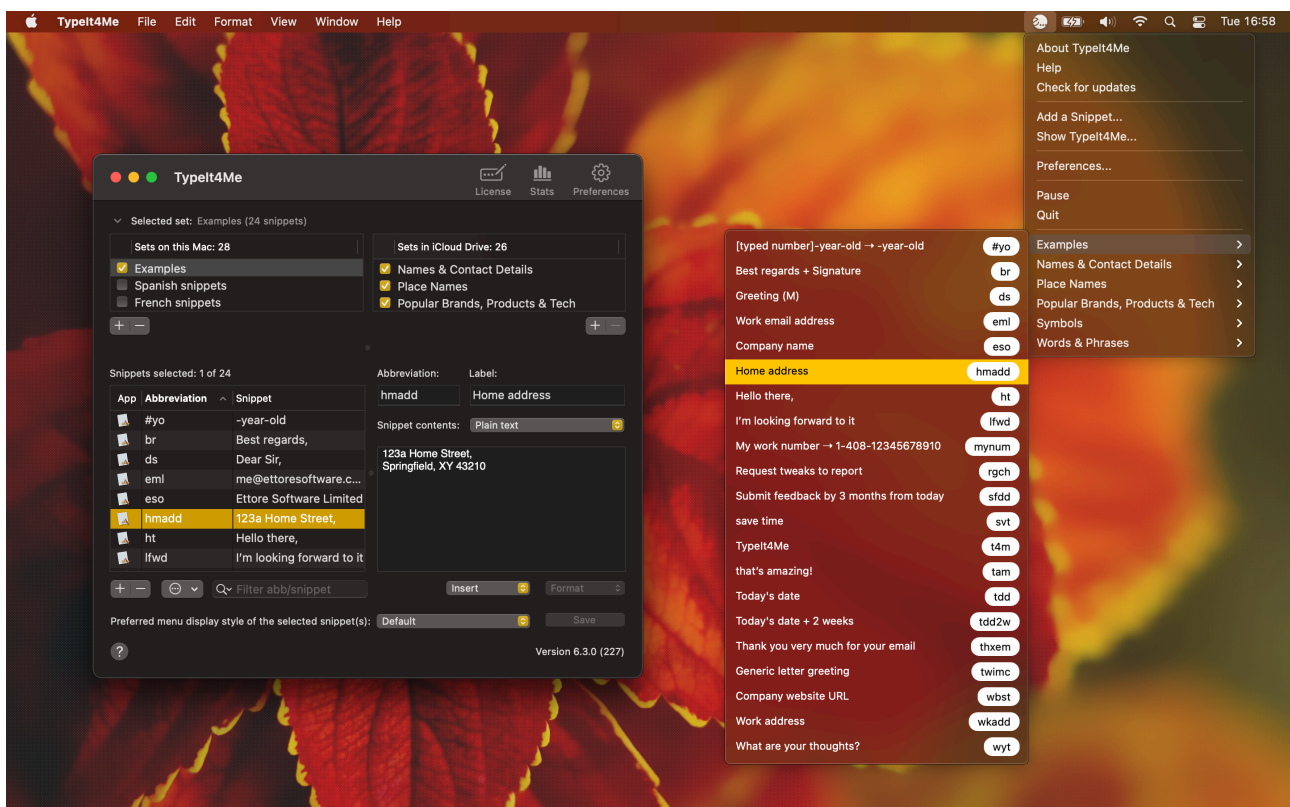 TypeIt4Me File Edit Format View Window Help Tue 16:58
About TypeIt4Me
Help
Check for updates
Add a Snippet...
Show TypeIt4Me...
Preferences...
Pause
Quit
Examples
Names & Contact Details
Place Names
Popular Brands, Products & Tech
Symbols
Words & Phrases
TypeIt4Me
License Stats Preferences
Selected set: Examples (24 snippets)
Sets on this Mac: 28
Examples
Spanish snippets
French snippets
Sets in iCloud Drive: 26
Names & Contact Details
Place Names
Popular Brands, Products & Tech
Snippets selected: 1 of 24
App Abbreviation Snippet
#yo -year-old
br Best regards,
ds Dear Sir,
eml me@ettoresoftware.c...
eso Ettore Software Limited
hmadd 123a Home Street,
ht Hello there,
lfwd I'm looking forward to it
Filter abb/snippet
Abbreviation: Label:
hmadd Home address
Snippet contents: Plain text
123a Home Street,
Springfield, XY 43210
Insert Format
Preferred menu display style of the selected snippet(s): Default Save
? Version 6.3.0 (227)
[typed number]-year-old → -year-old #yo
Best regards + Signature br
Greeting (M) ds
Work email address eml
Company name eso
Home address hmadd
Hello there, ht
I'm looking forward to it lfwd
My work number → 1-408-12345678910 mynum
Request tweaks to report rgch
Submit feedback by 3 months from today sfdd
save time svt
TypeIt4Me t4m
that's amazing! tam
Today's date tdd
Today's date + 2 weeks tdd2w
Thank you very much for your email thxem
Generic letter greeting twimc
Company website URL wbst
Work address wkadd
What are your thoughts? wyt